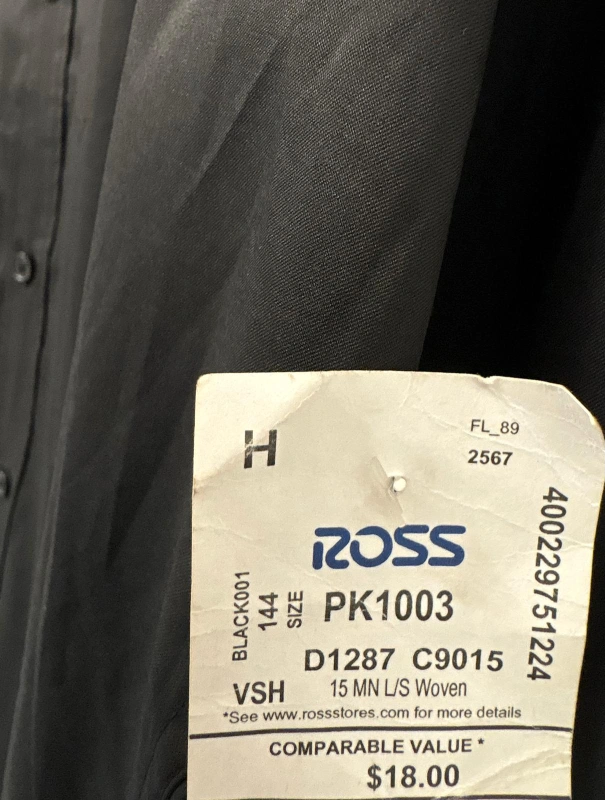 H
FL_89
2567
400229751224
ROSS
BLACK001
144
SIZE
PK1003
D1287 C9015
VSH 15 MN L/S Woven
*See www.rossstores.com for more details
COMPARABLE VALUE *
$18.00